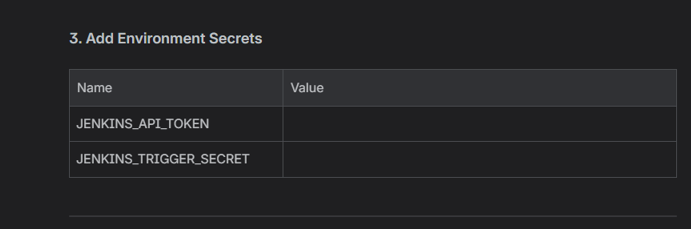 3. Add Environment Secrets
Name Value
JENKINS_API_TOKEN
JENKINS_TRIGGER_SECRET